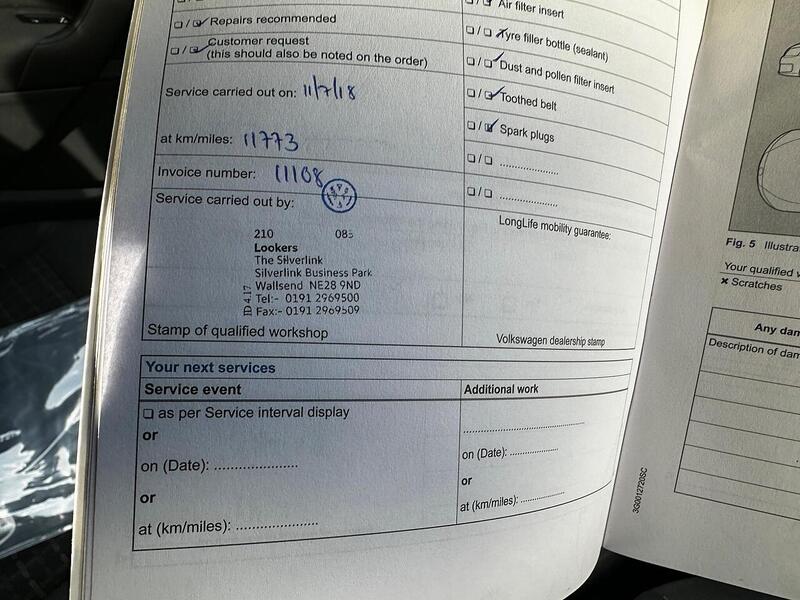 ❏ / ❏ Repairs recommended
❏ / ❏ Customer request
(this should also be noted on the order)
Service carried out on: 11/7/18
at km/miles: 11773
Invoice number: 11108
Service carried out by:
210 085
Lookers
The Silverlink
Silverlink Business Park
Wallsend NE28 9ND
Tel:- 0191 2969500
Fax:- 0191 2969509
ID 4.17
Stamp of qualified workshop
❏ / ❏ Air filter insert
❏ / ❏ Tyre filler bottle (sealant)
❏ / ❏ Dust and pollen filter insert
❏ / ❏ Toothed belt
❏ / ❏ Spark plugs
❏ / ❏ ..................
❏ / ❏ ..................
LongLife mobility guarantee:
Volkswagen dealership stamp
Your next services
Service event
❏ as per Service interval display
or
on (Date): .....................
or
at (km/miles): .....................
Additional work
...............................
on (Date): ............
or
at (km/miles): ............
3G0012720SC
Fig. 5 Illustra
Your qualified
× Scratches
Any dam
Description of dam